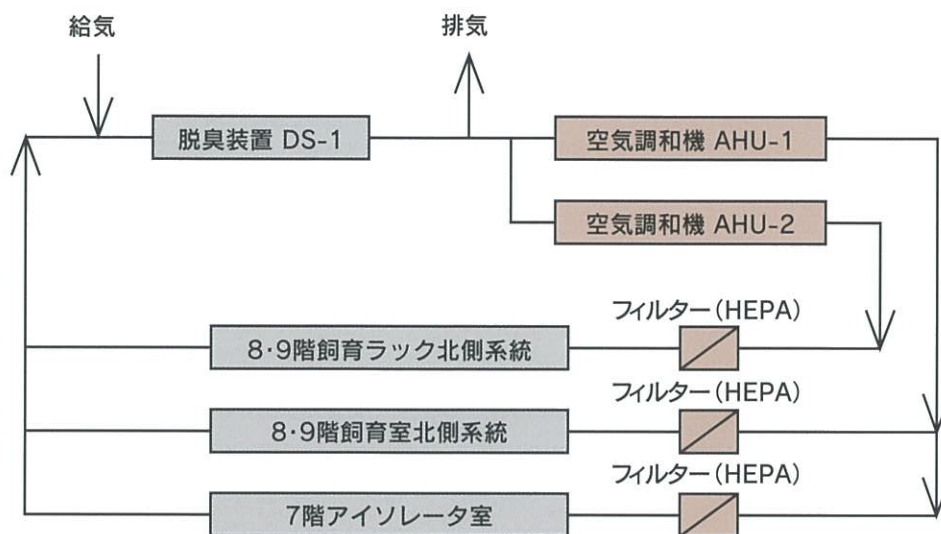 給気
排気
脱臭装置 DS-1
空気調和機 AHU-1
空気調和機 AHU-2
フィルター(HEPA)
8・9階飼育ラック北側系統
フィルター(HEPA)
8・9階飼育室北側系統
フィルター(HEPA)
7階アイソレータ室